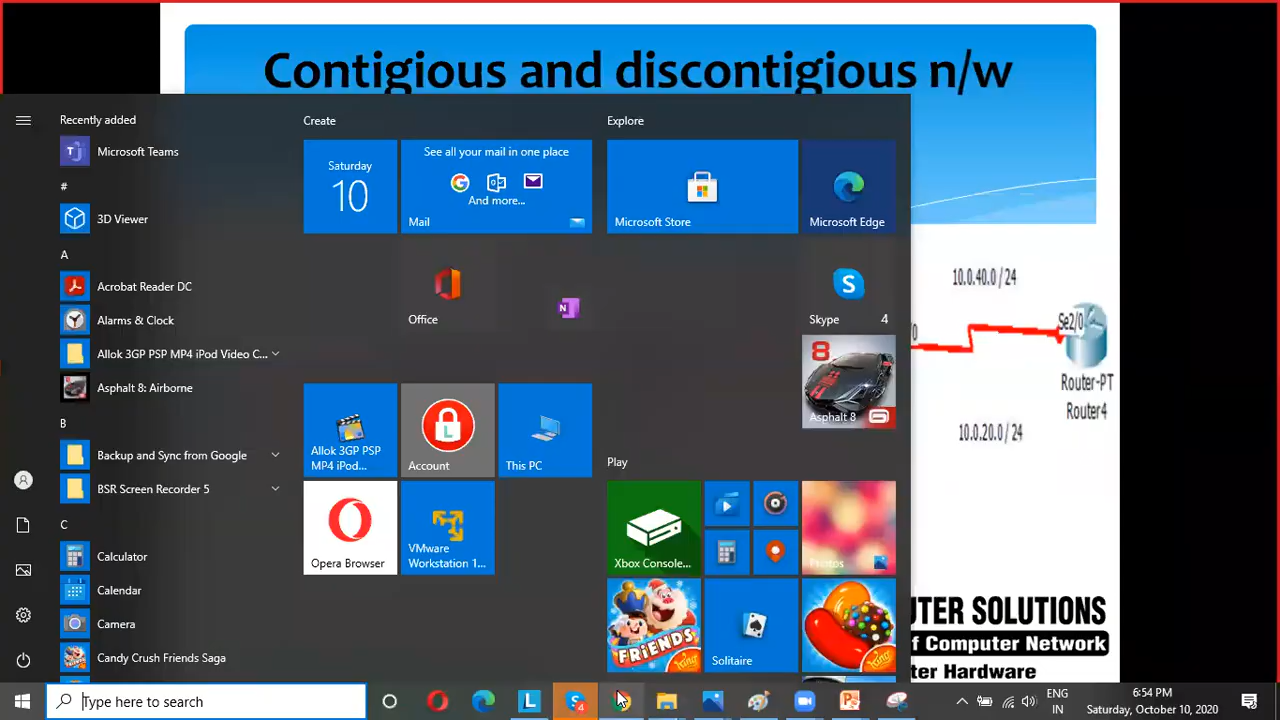 Contigious and discontigious n/w
Recently added
Microsoft Teams
#
3D Viewer
A
Acrobat Reader DC
Alarms & Clock
Allok 3GP PSP MP4 iPod Video C...
Asphalt 8: Airborne
B
Backup and Sync from Google
BSR Screen Recorder 5
C
Calculator
Calendar
Camera
Candy Crush Friends Saga
Create
Saturday
10
See all your mail in one place
And more...
Mail
Office
N
Allok 3GP PSP
MP4 iPod...
L
Account
This PC
Opera Browser
VMware
Workstation 1...
Explore
Microsoft Store
Microsoft Edge
S
Skype 4
8
Asphalt 8
Play
Xbox Console...
Photos
FRIENDS
King
Solitaire
King
10.0.40.0 / 24
/0
Se2/0
Router-PT
Router4
10.0.20.0 / 24
UTER SOLUTIONS
of Computer Network
ter Hardware
Type here to search
L
S 4
ENG
IN
6:54 PM
Saturday, October 10, 2020